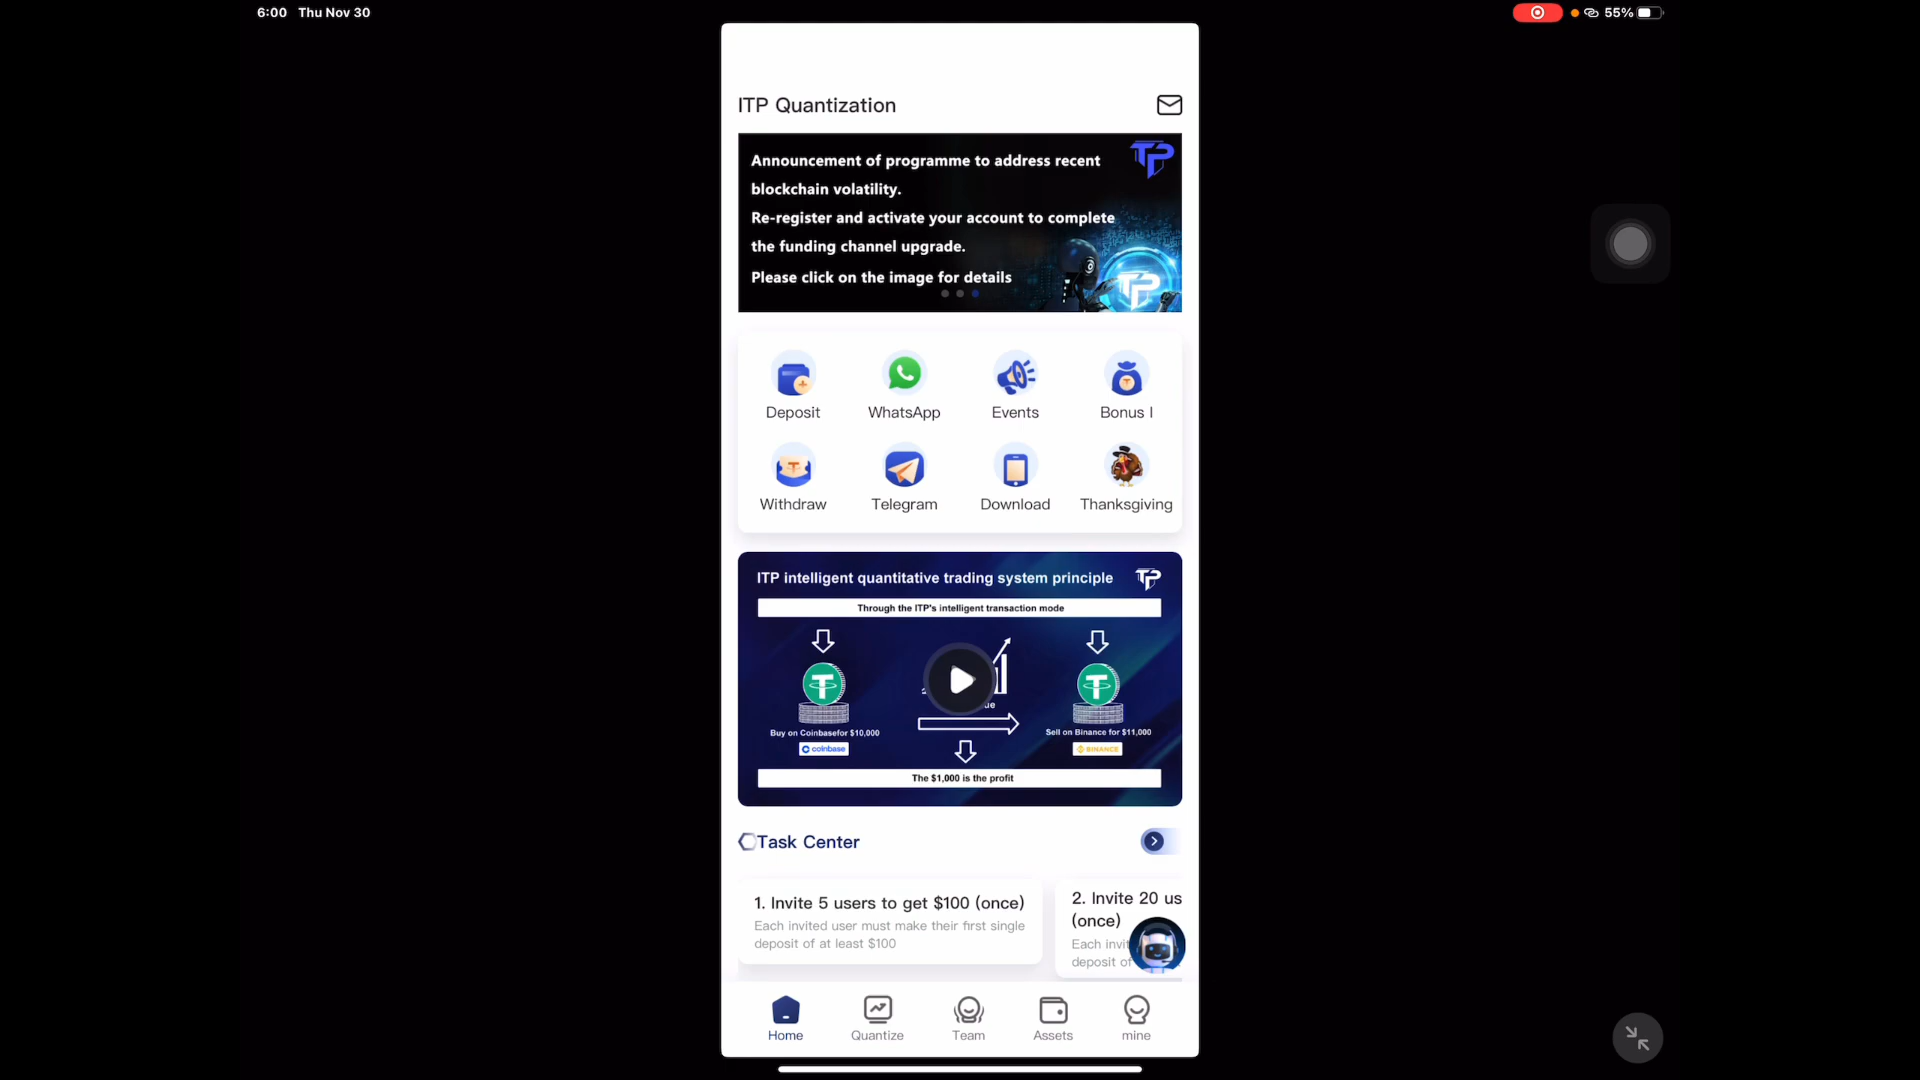 6:00 Thu Nov 30
55%
ITP Quantization
Announcement of programme to address recent
blockchain volatility.
Re-register and activate your account to complete
the funding channel upgrade.
Please click on the image for details
TP
TP
Deposit
WhatsApp
Events
Bonus I
Withdraw
Telegram
Download
Thanksgiving
ITP intelligent quantitative trading system principle
TP
Through the ITP's intelligent transaction mode
ue
Buy on Coinbasefor $10,000
coinbase
Sell on Binance for $11,000
BINANCE
The $1,000 is the profit
Task Center
1. Invite 5 users to get $100 (once)
Each invited user must make their first single
deposit of at least $100
2. Invite 20 us
(once)
Each invit
deposit of
Home
Quantize
Team
Assets
mine